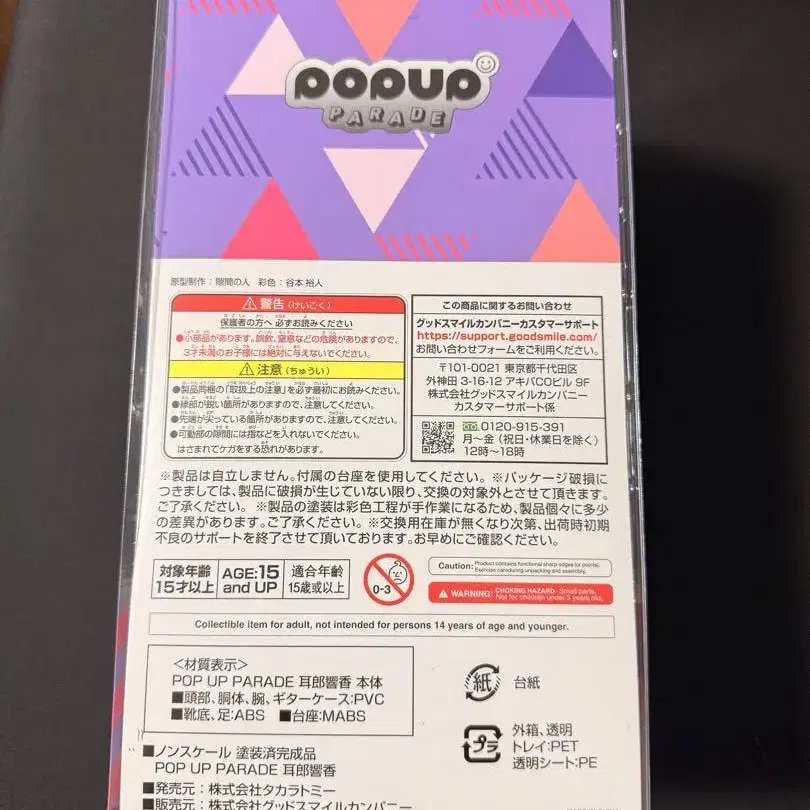 POPUP
PARADE
原型制作：隙間の人 彩色：谷本 裕人
警告(けいこく)
保護者の方へ 必ずお読みください
●小部品があります。誤飲、窒息などの危険がありますので、
3才未満のお子様には絶対に与えないでください。
注意(ちゅうい)
●製品同梱の「取扱上の注意」を必ず最初にお読みください。
●縁部が鋭い箇所がありますので、注意してください。
●先端が尖っている箇所がありますので、注意してください。
●可動部の隙間には指などを入れないでください。
はさまれてケガをする恐れがあります。
この商品に関するお問い合わせ
グッドスマイルカンパニーカスタマーサポート
https://support.goodsmile.com/
お問い合わせフォームをご利用ください。
〒101-0021 東京都千代田区
外神田 3-16-12 アキバCOビル 9F
株式会社グッドスマイルカンパニー
カスタマーサポート係
0120-915-391
月～金(祝日・休業日を除く)
12時～18時
※製品は自立しません。付属の台座を使用してください。 ※パッケージ破損に
つきましては、製品に破損が生じていない限り、交換の対象外とさせて頂きます。
ご了承ください。 ※製品の塗装は彩色工程が手作業になるため、製品個々に多少
の差異があります。ご了承ください。 ※交換用在庫が無くなり次第、出荷時初期
不良のサポートを終了させて頂いております。お早めにご確認ください。
対象年齢
15才以上
AGE:15
and UP
適合年齢
15歳或以上
0-3
Caution: Product contains functional sharp edges (or points).
Exercise care during unpacking and assembly.
WARNING: CHOKING HAZARD- Small parts.
Not for children under 3 years old.
Collectible item for adult, not intended for persons 14 years of age and younger.
<材質表示>
POP UP PARADE 耳郎響香 本体
■頭部、胴体、腕、ギターケース:PVC
■靴底、足:ABS ■台座:MABS
紙 台紙
プラ
外箱、透明
トレイ:PET
透明シート:PE
■ノンスケール 塗装済完成品
POP UP PARADE 耳郎響香
■発売元：株式会社タカラトミー
■販売元：株式会社グッドスマイルカンパニー